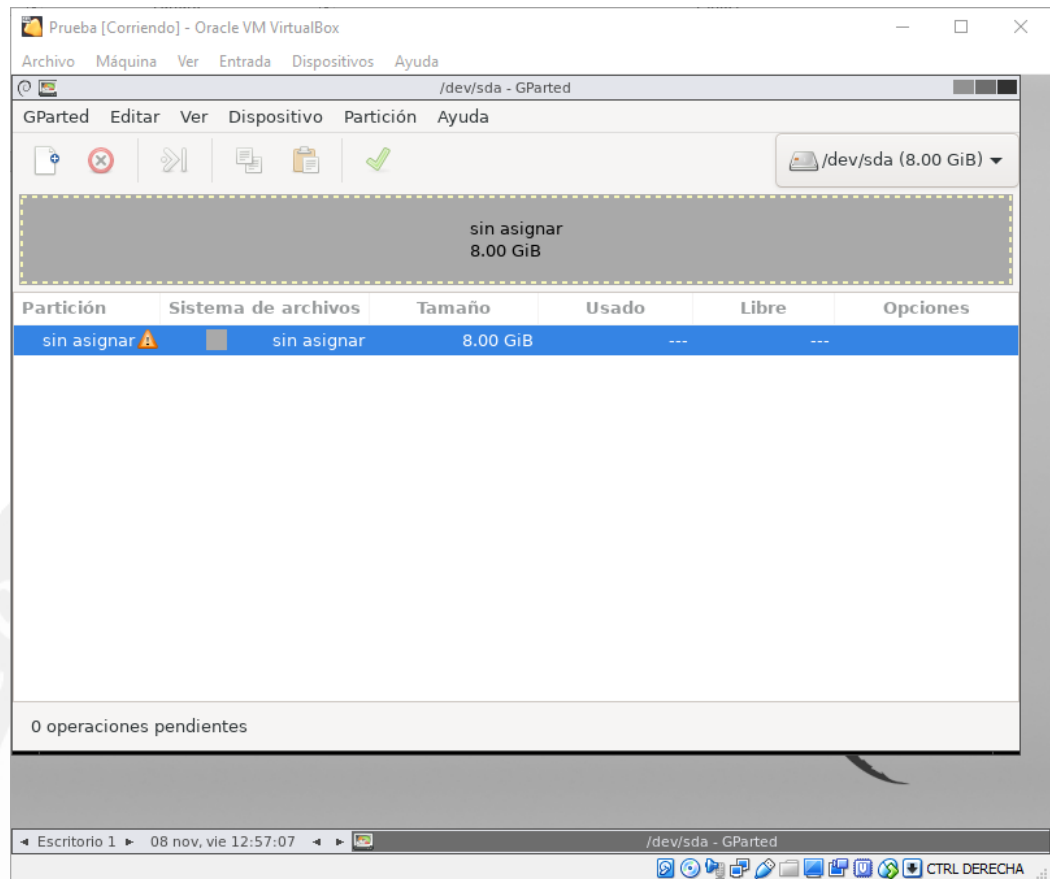 Prueba [Corriendo] - Oracle VM VirtualBox
Archivo Máquina Ver Entrada Dispositivos Ayuda
/dev/sda - GParted
GParted Editar Ver Dispositivo Partición Ayuda
/dev/sda (8.00 GiB)
sin asignar
8.00 GiB
Partición Sistema de archivos Tamaño Usado Libre Opciones
sin asignar sin asignar 8.00 GiB --- ---
0 operaciones pendientes
Escritorio 1 08 nov, vie 12:57:07 /dev/sda - GParted
CTRL DERECHA